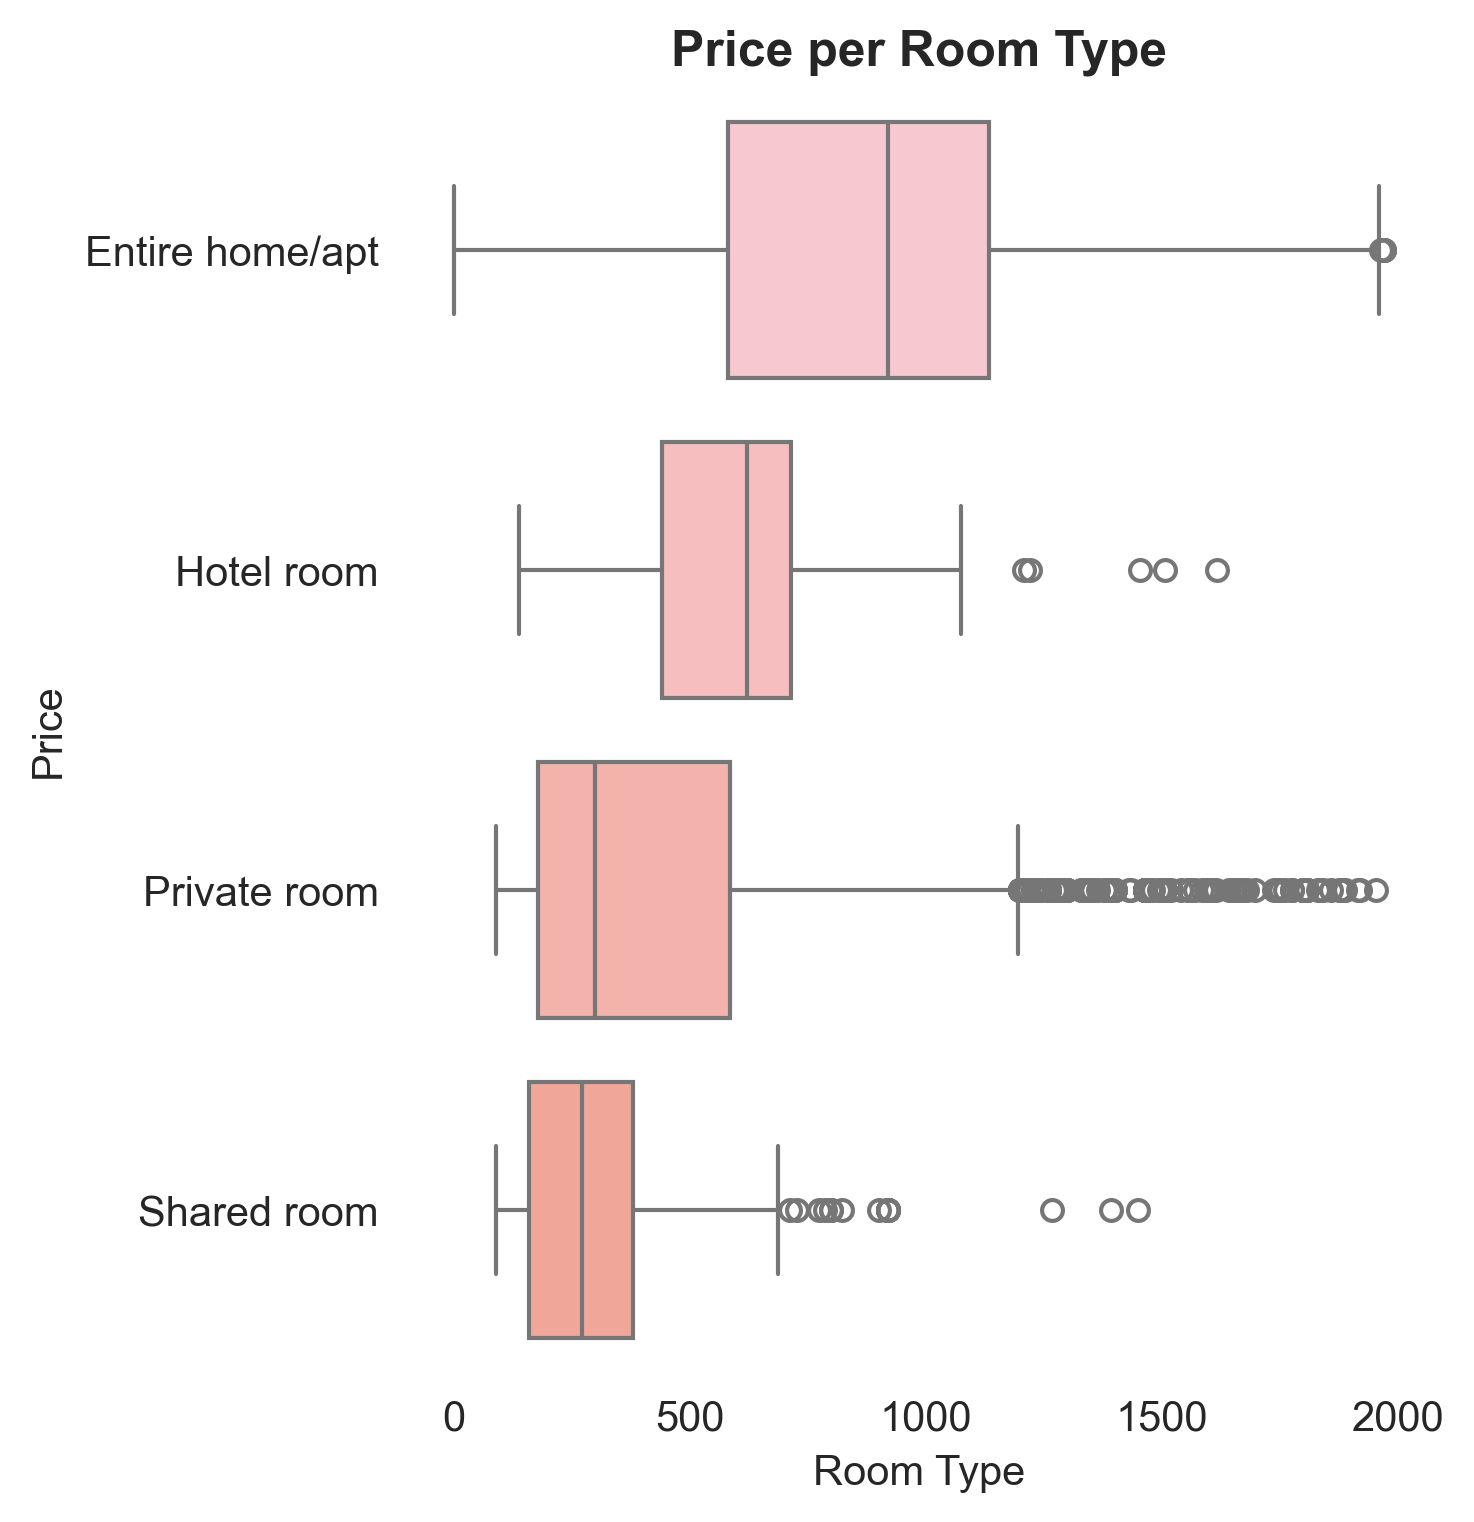 Price per Room Type
Entire home/apt
Hotel room
Price
Private room
Shared room
0 500 1000 1500 2000
Room Type